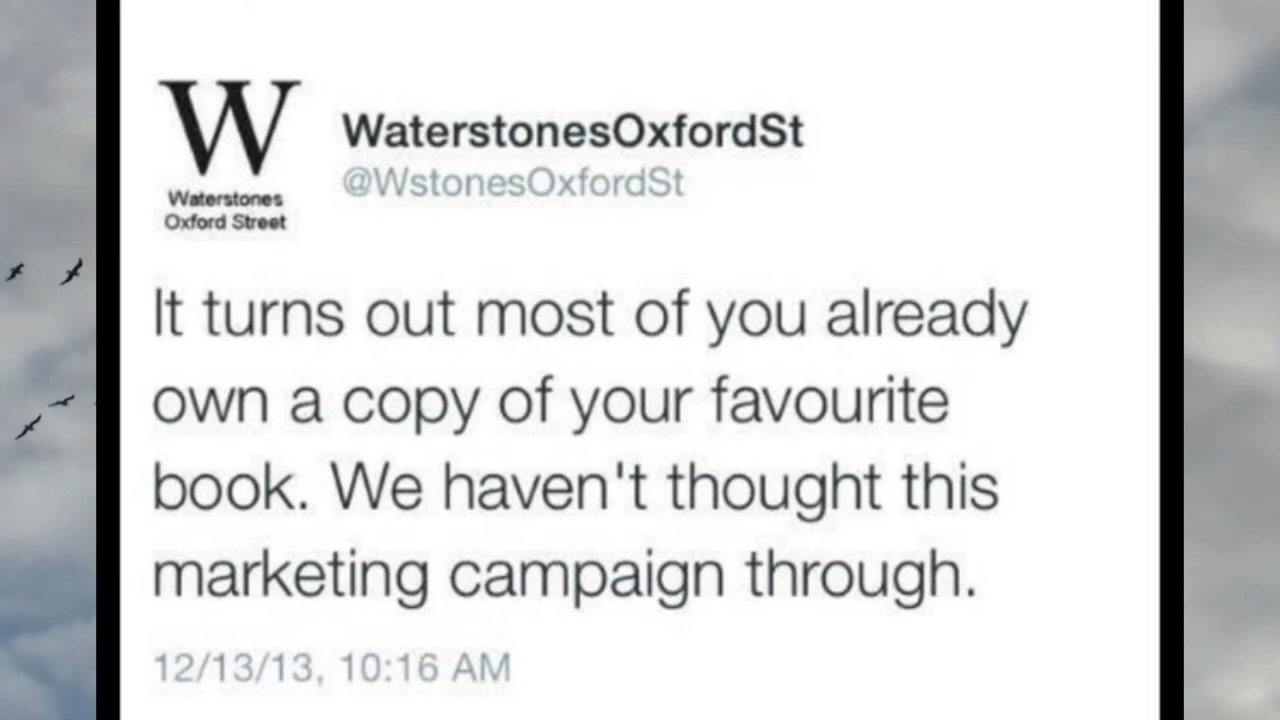 W
Waterstones
Oxford Street
WaterstonesOxfordSt
@WstonesOxfordSt
It turns out most of you already
own a copy of your favourite
book. We haven't thought this
marketing campaign through.
12/13/13, 10:16 AM